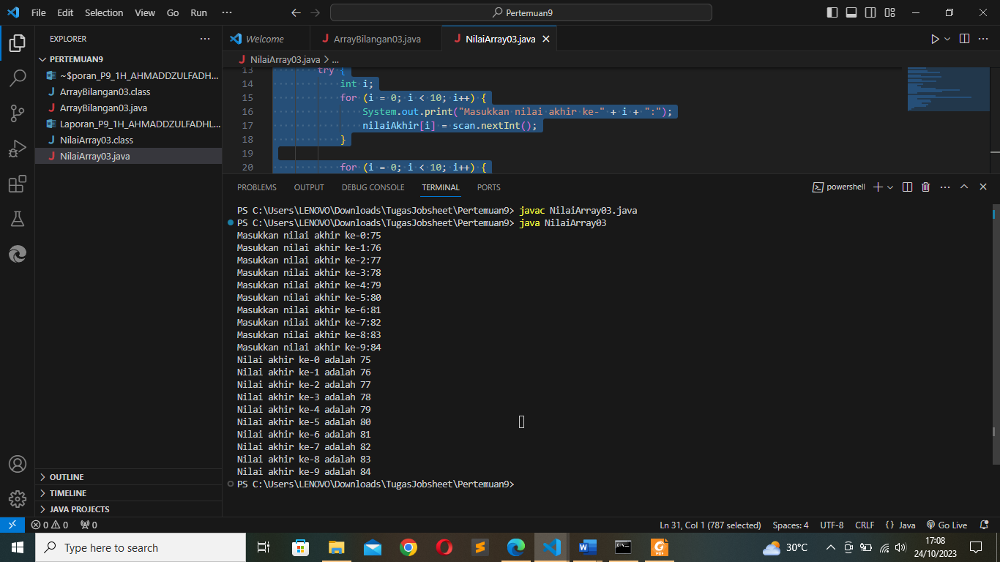 File Edit Selection View Go Run ··· Pertemuan9
EXPLORER ···
PERTEMUAN9
~$poran_P9_1H_AHMADDZULFADH...
ArrayBilangan03.class
ArrayBilangan03.java
Laporan_P9_1H_AHMADDZULFADHL...
NilaiArray03.class
NilaiArray03.java
OUTLINE
TIMELINE
JAVA PROJECTS
Welcome ArrayBilangan03.java NilaiArray03.java
NilaiArray03.java > ...
13 try {
14 int i;
15 for (i = 0; i < 10; i++) {
16 System.out.print("Masukkan nilai akhir ke-" + i + ":");
17 nilaiAkhir[i] = scan.nextInt();
18 }
19
20 for (i = 0; i < 10; i++) {
PROBLEMS OUTPUT DEBUG CONSOLE TERMINAL PORTS powershell
PS C:\Users\LENOVO\Downloads\TugasJobsheet\Pertemuan9> javac NilaiArray03.java
PS C:\Users\LENOVO\Downloads\TugasJobsheet\Pertemuan9> java NilaiArray03
Masukkan nilai akhir ke-0:75
Masukkan nilai akhir ke-1:76
Masukkan nilai akhir ke-2:77
Masukkan nilai akhir ke-3:78
Masukkan nilai akhir ke-4:79
Masukkan nilai akhir ke-5:80
Masukkan nilai akhir ke-6:81
Masukkan nilai akhir ke-7:82
Masukkan nilai akhir ke-8:83
Masukkan nilai akhir ke-9:84
Nilai akhir ke-0 adalah 75
Nilai akhir ke-1 adalah 76
Nilai akhir ke-2 adalah 77
Nilai akhir ke-3 adalah 78
Nilai akhir ke-4 adalah 79
Nilai akhir ke-5 adalah 80
Nilai akhir ke-6 adalah 81
Nilai akhir ke-7 adalah 82
Nilai akhir ke-8 adalah 83
Nilai akhir ke-9 adalah 84
PS C:\Users\LENOVO\Downloads\TugasJobsheet\Pertemuan9>
0 0 0 Ln 31, Col 1 (787 selected) Spaces: 4 UTF-8 CRLF {} Java Go Live
Type here to search 30°C 17:08
24/10/2023